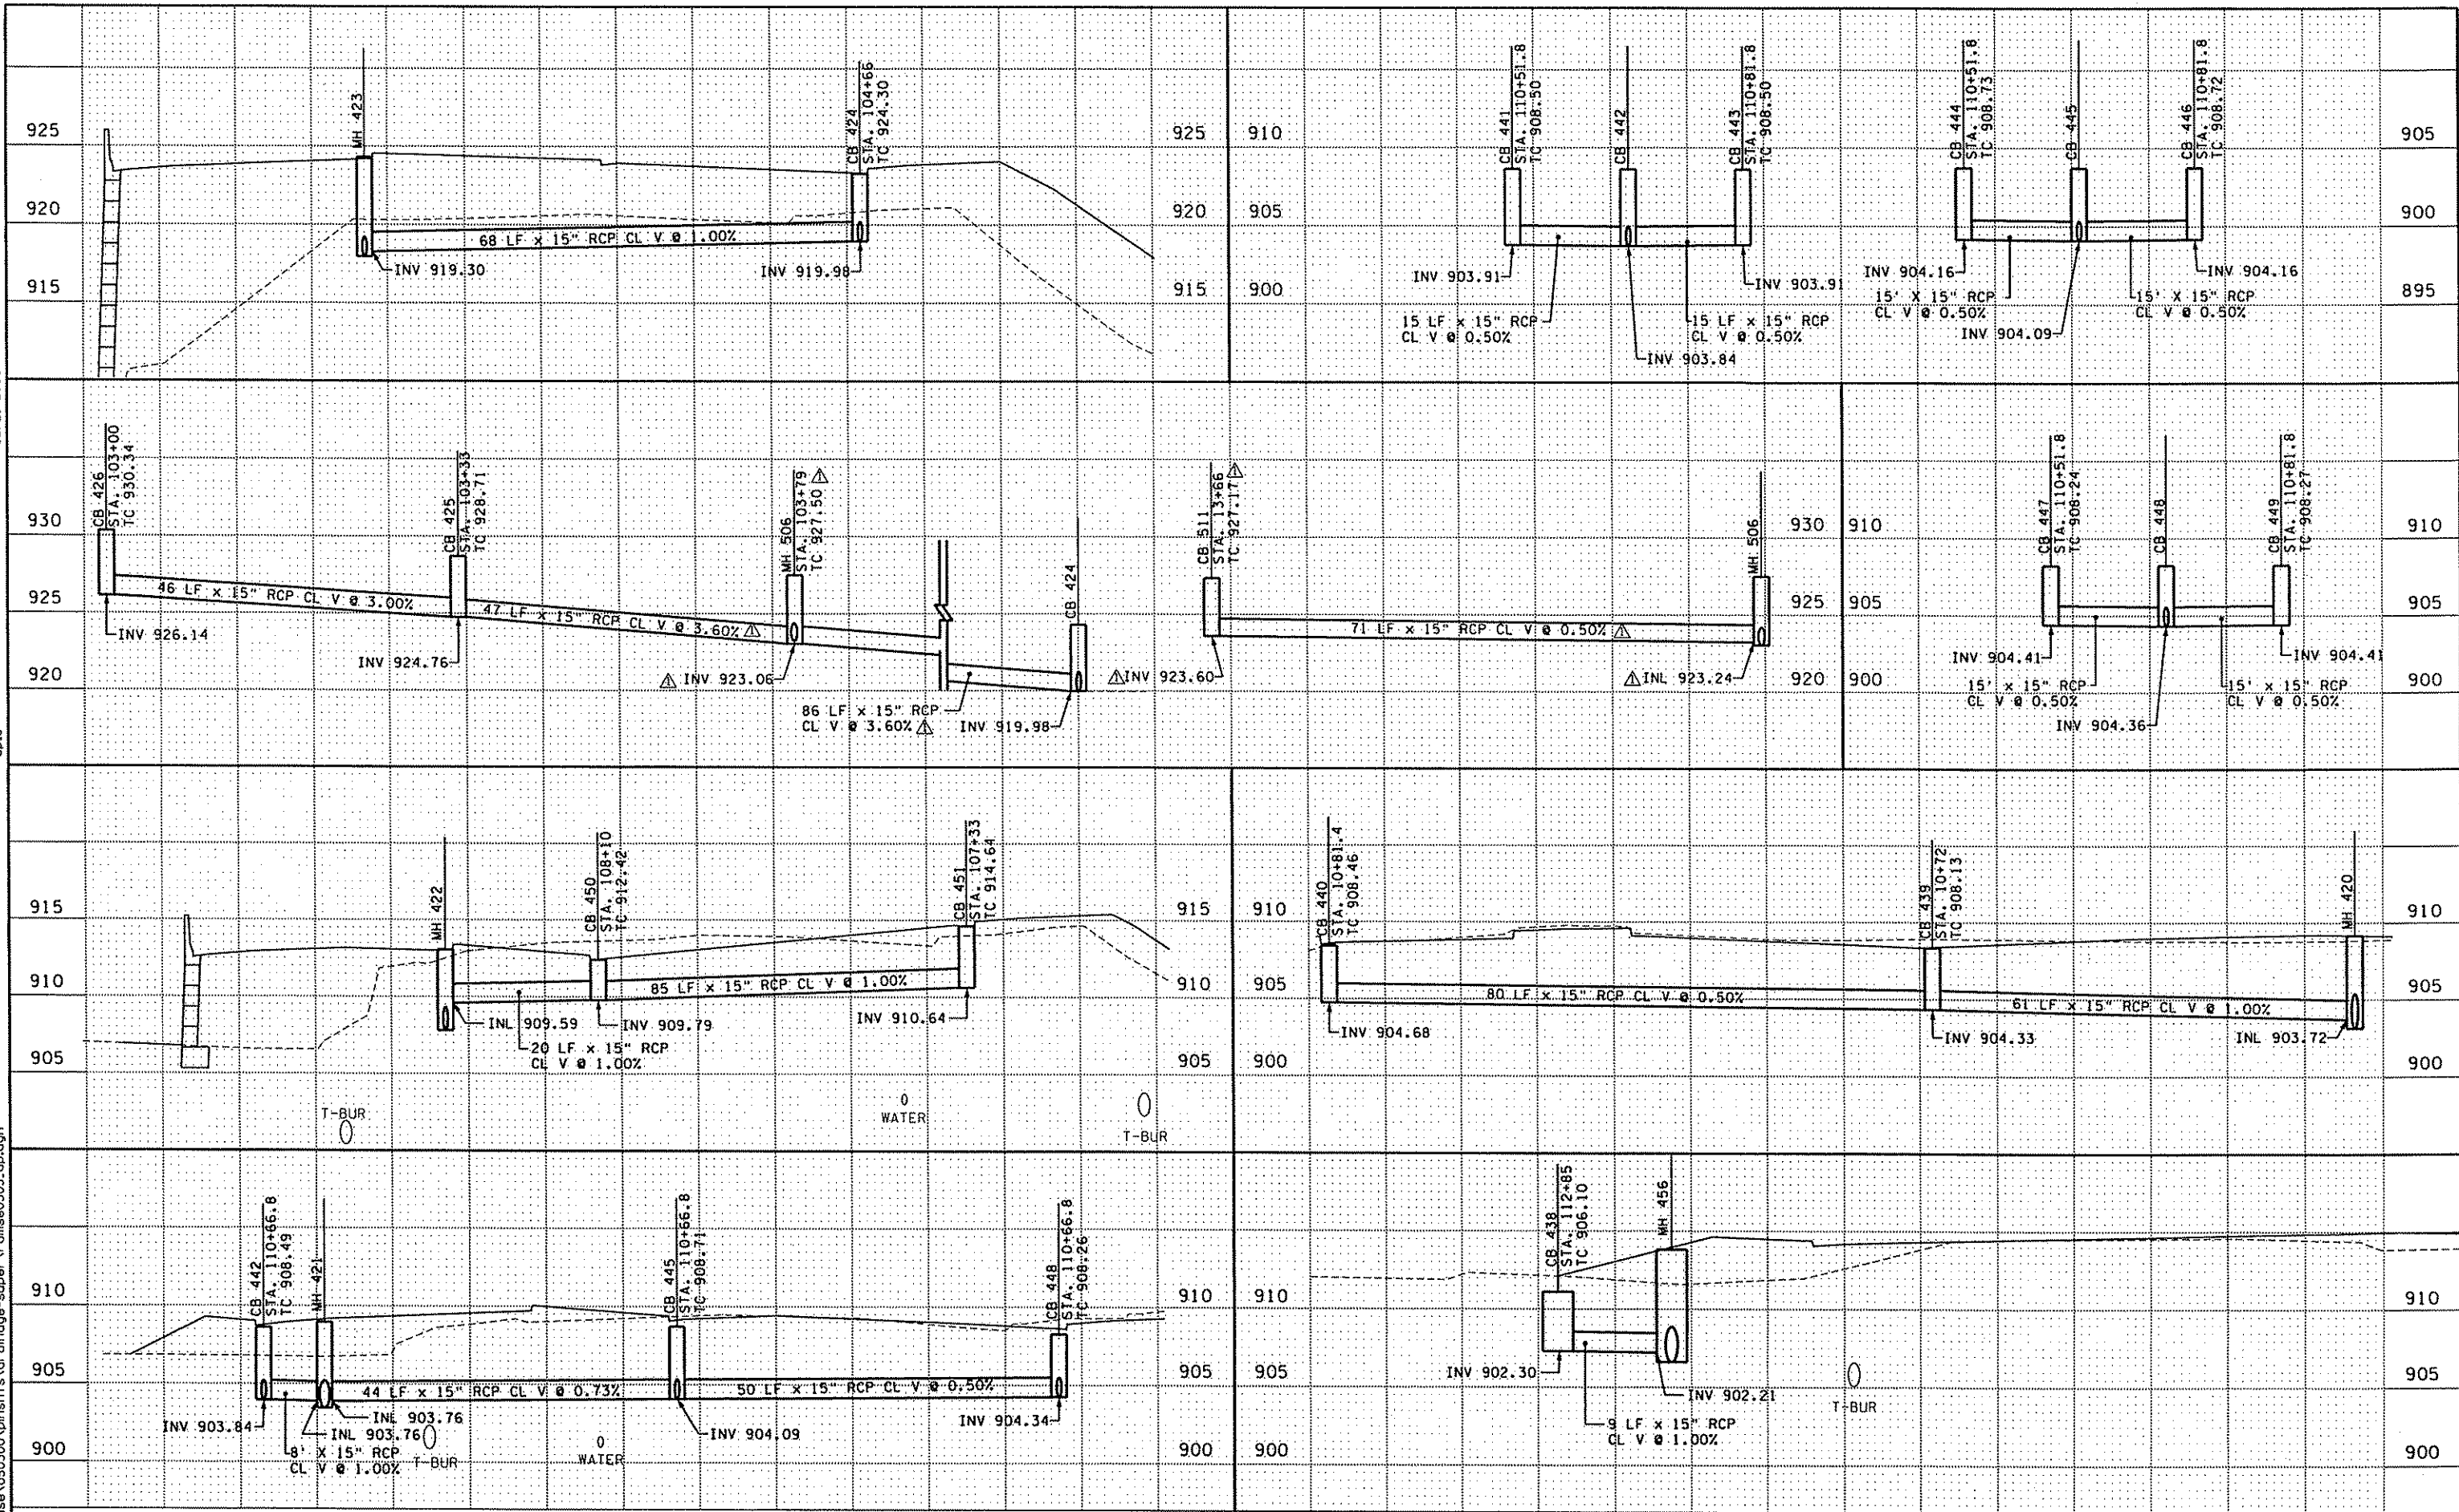 925
920
915
MH 423
CB 424
STA. 104+66
TC 924.30
68 LF x 15" RCP CL V @ 1.00%
INV 919.30
INV 919.98
925
920
915
910
905
900
CB 441
STA. 110+51.8
TC 908.50
CB 442
CB 443
STA. 110+81.8
TC 908.50
INV 903.91
INV 903.91
15 LF x 15" RCP
CL V @ 0.50%
15 LF x 15" RCP
CL V @ 0.50%
INV 903.84
CB 444
STA. 110+51.8
TC 908.73
CB 445
CB 446
STA. 110+81.8
TC 908.72
INV 904.16
INV 904.16
15' X 15" RCP
CL V @ 0.50%
15' X 15" RCP
CL V @ 0.50%
INV 904.09
905
900
895
930
925
920
CB 426
STA. 103+00
TC 930.34
CB 425
STA. 103+33
TC 928.71
MH 506
STA. 103+79
TC 927.50 1
CB 424
46 LF x 15" RCP CL V @ 3.00%
47 LF x 15" RCP CL V @ 3.60% 1
INV 926.14
INV 924.76
1 INV 923.06
86 LF x 15" RCP
CL V @ 3.60% 1
INV 919.98
CB 511
STA. 13+66
TC 927.17 1
MH 506
71 LF x 15" RCP CL V @ 0.50% 1
1 INV 923.60
1 INL 923.24
930
925
920
910
905
900
CB 447
STA. 110+51.8
TC 908.24
CB 448
CB 449
STA. 110+81.8
TC 908.27
INV 904.41
INV 904.41
15' x 15" RCP
CL V @ 0.50%
15' x 15" RCP
CL V @ 0.50%
INV 904.36
910
905
900
915
910
905
MH 422
CB 450
STA. 108+10
TC 912.42
CB 451
STA. 107+33
TC 914.64
85 LF x 15" RCP CL V @ 1.00%
INL 909.59
INV 909.79
INV 910.64
20 LF x 15" RCP
CL V @ 1.00%
T-BUR
WATER
T-BUR
915
910
905
910
905
900
CB 440
STA. 10+81.4
TC 908.46
CB 439
STA. 10+72
TC 908.13
MH 420
80 LF x 15" RCP CL V @ 0.50%
61 LF x 15" RCP CL V @ 1.00%
INV 904.68
INV 904.33
INL 903.72
910
905
900
910
905
900
CB 442
STA. 110+66.8
TC 908.49
MH 421
CB 445
STA. 110+66.8
TC 908.71
CB 448
STA. 110+66.8
TC 908.26
44 LF x 15" RCP CL V @ 0.73%
50 LF x 15" RCP CL V @ 0.50%
INV 903.84
INL 903.76
INL 903.76
INV 904.09
INV 904.34
8' X 15" RCP
CL V @ 1.00%
T-BUR
WATER
910
905
900
910
905
900
CB 438
STA. 112+85
TC 906.10
MH 456
INV 902.30
INV 902.21
9 LF x 15" RCP
CL V @ 1.00%
T-BUR
910
905
900